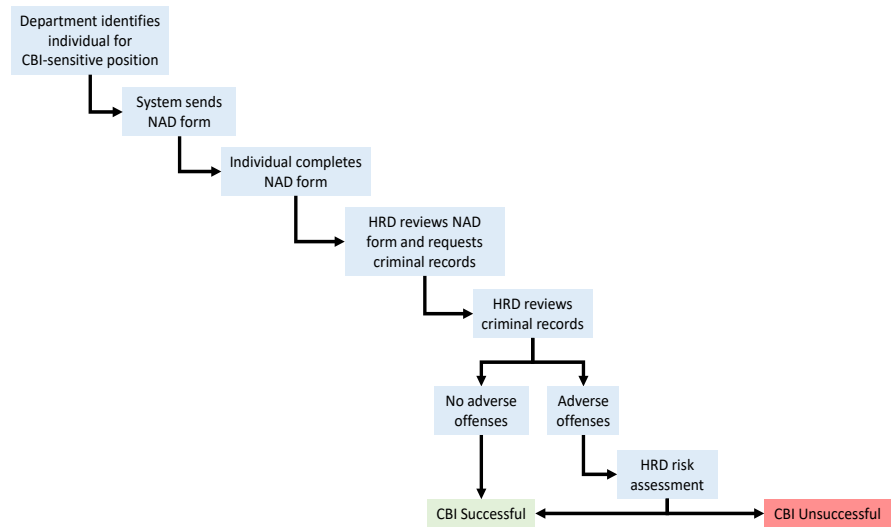 Department identifies
individual for
CBI-sensitive position
System sends
NAD form
Individual completes
NAD form
HRD reviews NAD
form and requests
criminal records
HRD reviews
criminal records
No adverse
offenses
Adverse
offenses
HRD risk
assessment
CBI Successful
CBI Unsuccessful